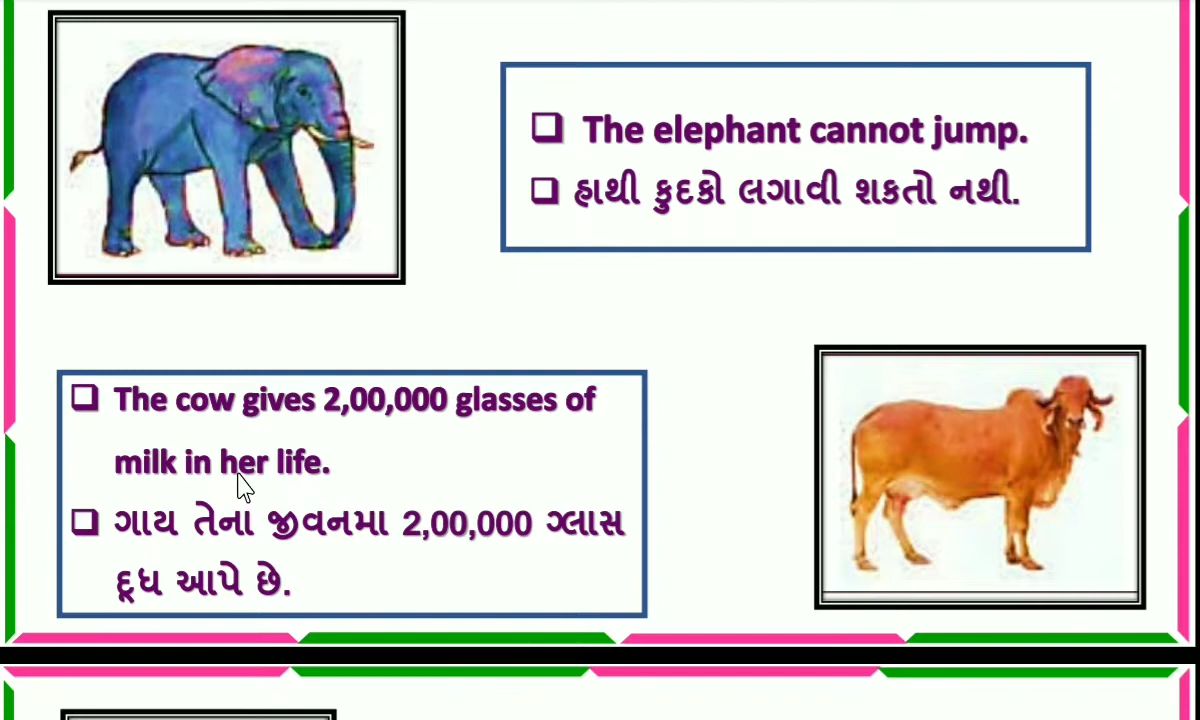 The elephant cannot jump.
હાથી કુદકો લગાવી શકતો નથી.
The cow gives 2,00,000 glasses of
milk in her life.
ગાય તેના જીવનમા 2,00,000 ગ્લાસ
દૂધ આપે છે.